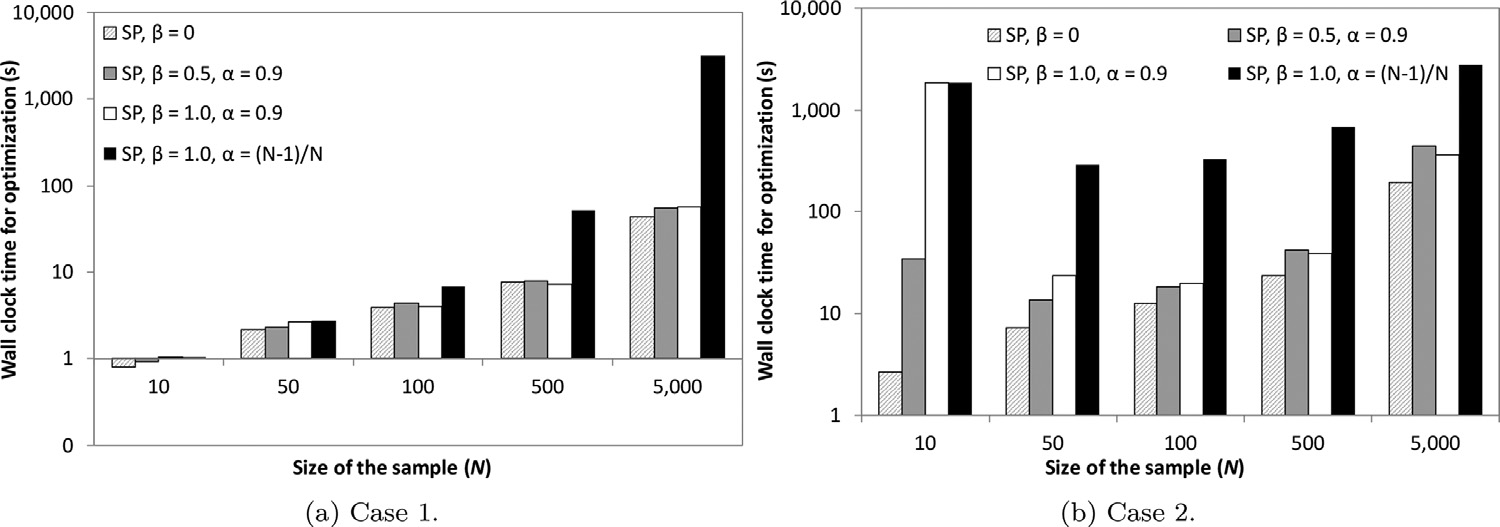 10,000
1,000
100
10
1
0
Wall clock time for optimization (s)
SP, β = 0
SP, β = 0.5, α = 0.9
SP, β = 1.0, α = 0.9
SP, β = 1.0, α = (N-1)/N
10 50 100 500 5,000
Size of the sample (N)
(a) Case 1.
10,000
1,000
100
10
1
Wall clock time for optimization (s)
SP, β = 0 SP, β = 0.5, α = 0.9
SP, β = 1.0, α = 0.9 SP, β = 1.0, α = (N-1)/N
10 50 100 500 5,000
Size of the sample (N)
(b) Case 2.